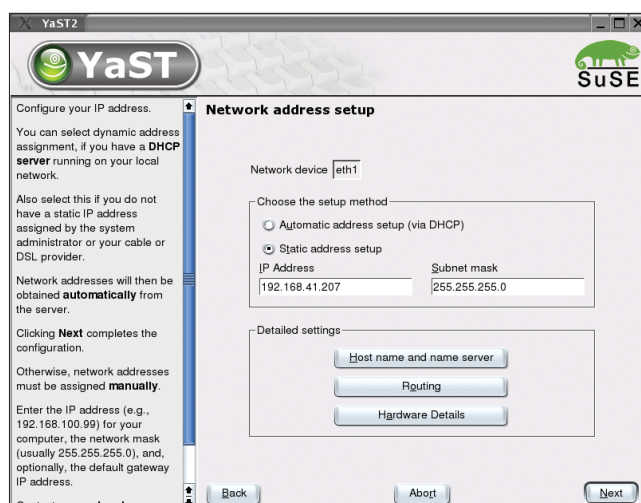 YaST2
YaST
SuSE
Configure your IP address.
You can select dynamic address
assignment, if you have a DHCP
server running on your local
network.
Also select this if you do not
have a static IP address
assigned by the system
administrator or your cable or
DSL provider.
Network addresses will then be
obtained automatically from
the server.
Clicking Next completes the
configuration.
Otherwise, network addresses
must be assigned manually.
Enter the IP address (e.g.,
192.168.100.99) for your
computer, the network mask
(usually 255.255.255.0), and,
optionally, the default gateway
IP address.
Network address setup
Network device eth1
Choose the setup method
Automatic address setup (via DHCP)
Static address setup
IP Address Subnet mask
192.168.41.207 255.255.255.0
Detailed settings
Host name and name server
Routing
Hardware Details
Back Abort Next